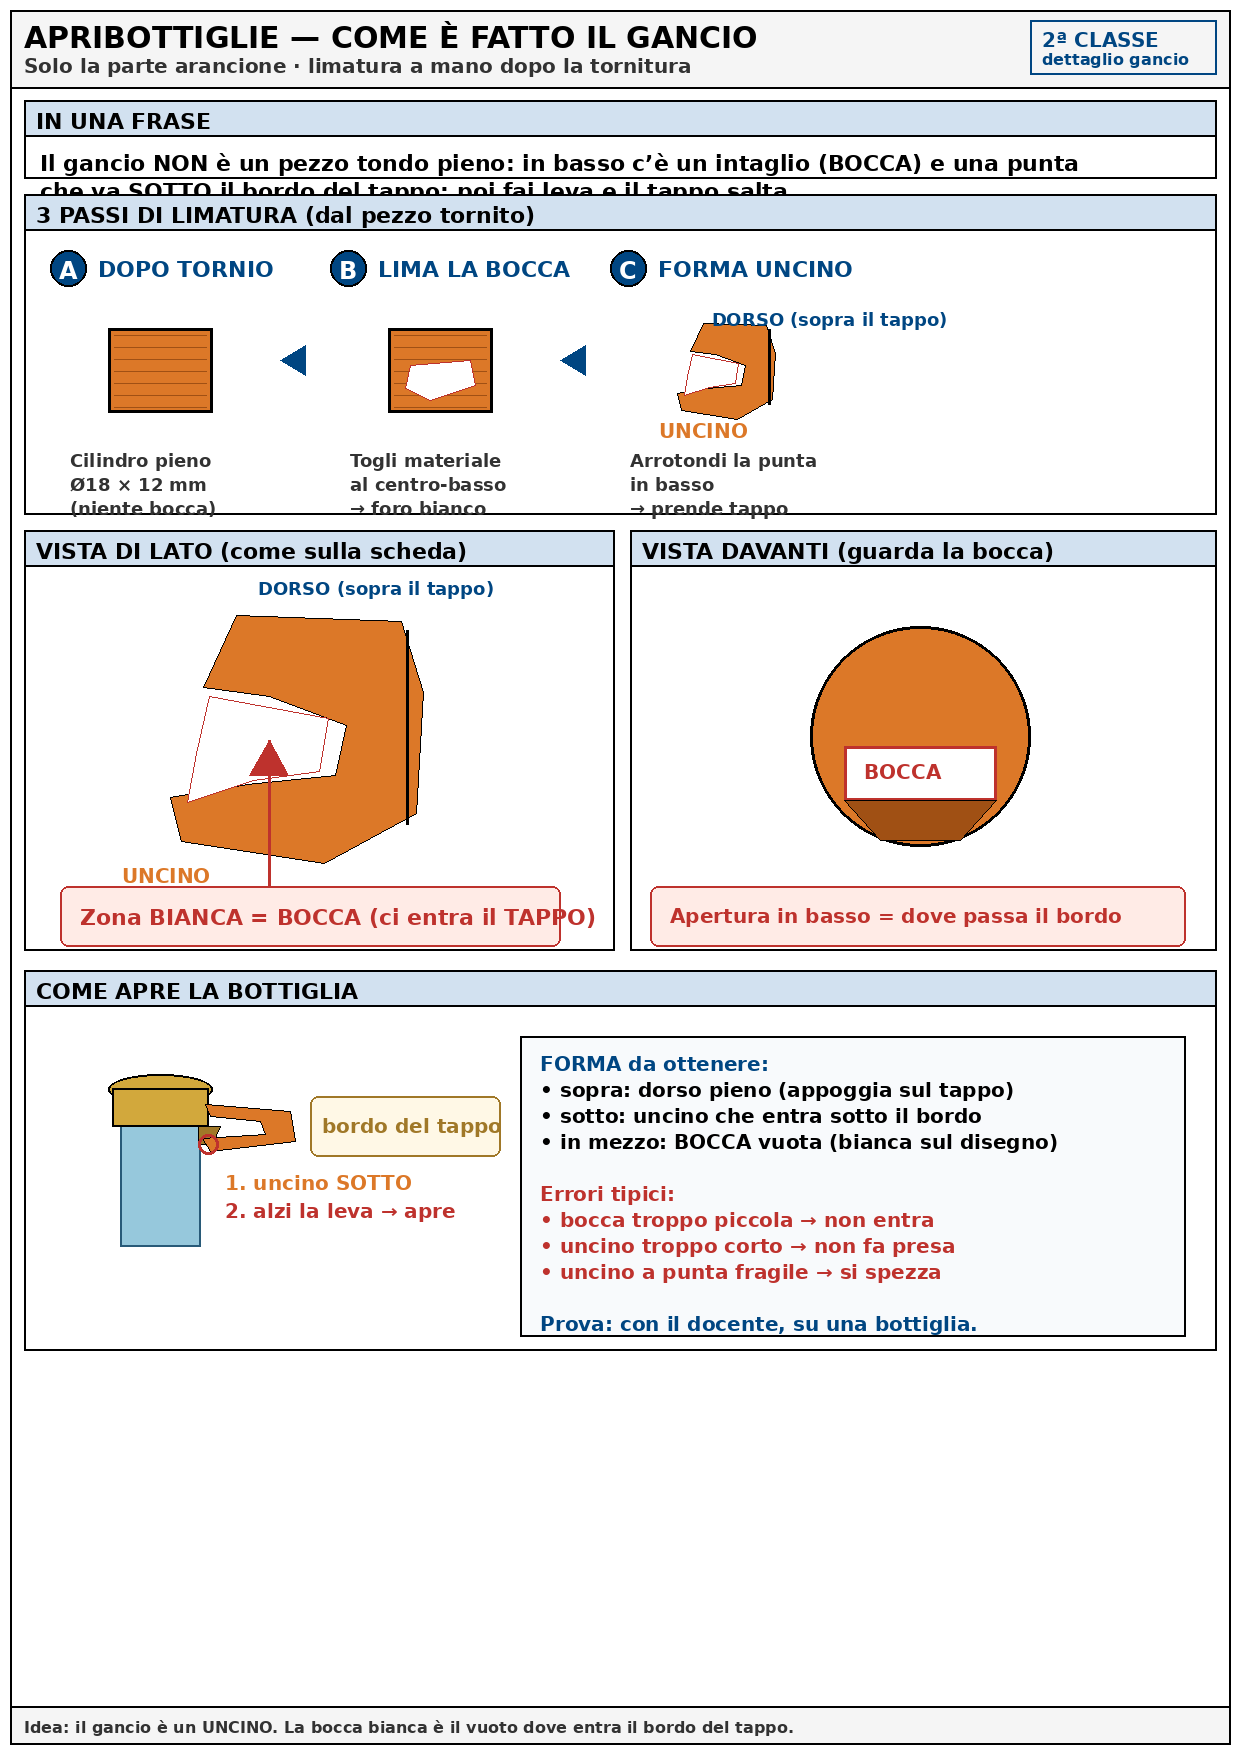 APRIBOTTIGLIE — COME È FATTO IL GANCIO
Solo la parte arancione · limatura a mano dopo la tornitura
2ª CLASSE
dettaglio gancio
IN UNA FRASE
Il gancio NON è un pezzo tondo pieno: in basso c’è un intaglio (BOCCA) e una punta
che va SOTTO il bordo del tappo: poi fai leva e il tappo salta
3 PASSI DI LIMATURA (dal pezzo tornito)
A DOPO TORNIO
B LIMA LA BOCCA
C FORMA UNCINO
DORSO (sopra il tappo)
UNCINO
Cilindro pieno
Ø18 × 12 mm
(niente bocca)
Togli materiale
al centro-basso
→ foro bianco
Arrotondi la punta
in basso
→ prende tappo
VISTA DI LATO (come sulla scheda)
DORSO (sopra il tappo)
UNCINO
Zona BIANCA = BOCCA (ci entra il TAPPO)
VISTA DAVANTI (guarda la bocca)
BOCCA
Apertura in basso = dove passa il bordo
COME APRE LA BOTTIGLIA
bordo del tappo
1. uncino SOTTO
2. alzi la leva → apre
FORMA da ottenere:
• sopra: dorso pieno (appoggia sul tappo)
• sotto: uncino che entra sotto il bordo
• in mezzo: BOCCA vuota (bianca sul disegno)
Errori tipici:
• bocca troppo piccola → non entra
• uncino troppo corto → non fa presa
• uncino a punta fragile → si spezza
Prova: con il docente, su una bottiglia.
Idea: il gancio è un UNCINO. La bocca bianca è il vuoto dove entra il bordo del tappo.